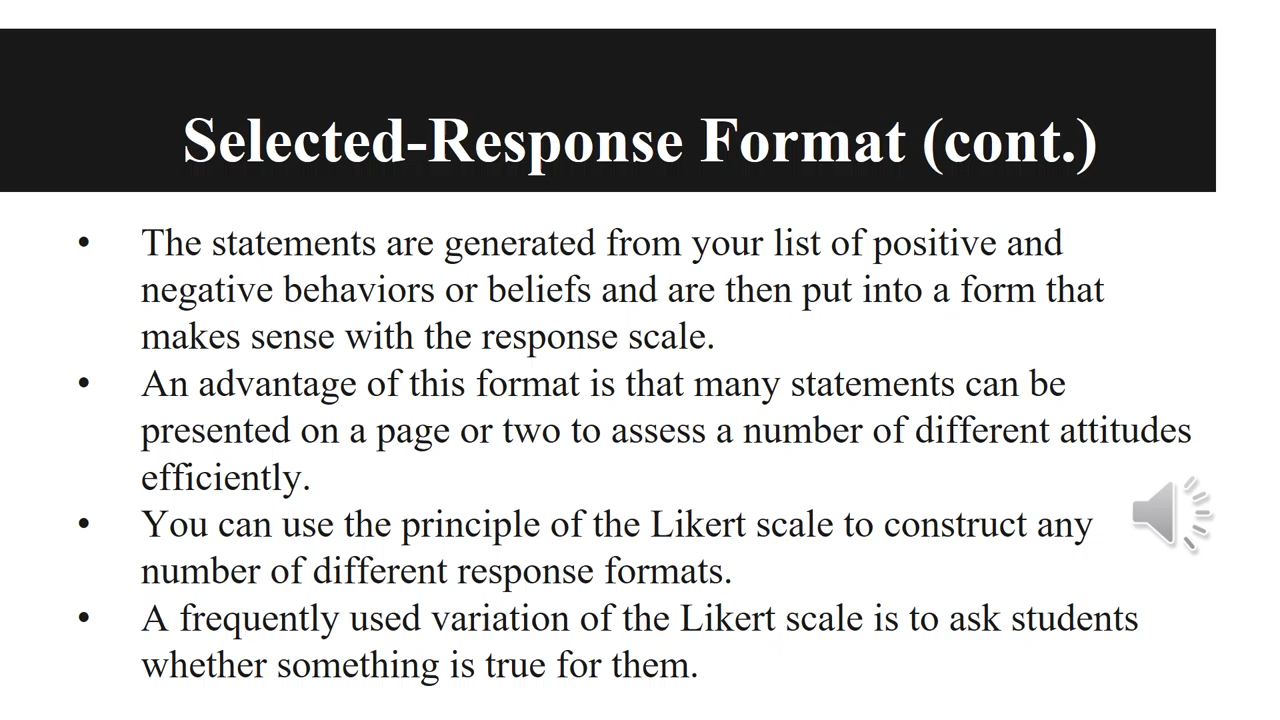 Selected-Response Format (cont.)
• The statements are generated from your list of positive and
negative behaviors or beliefs and are then put into a form that
makes sense with the response scale.
• An advantage of this format is that many statements can be
presented on a page or two to assess a number of different attitudes
efficiently.
• You can use the principle of the Likert scale to construct any
number of different response formats.
• A frequently used variation of the Likert scale is to ask students
whether something is true for them.